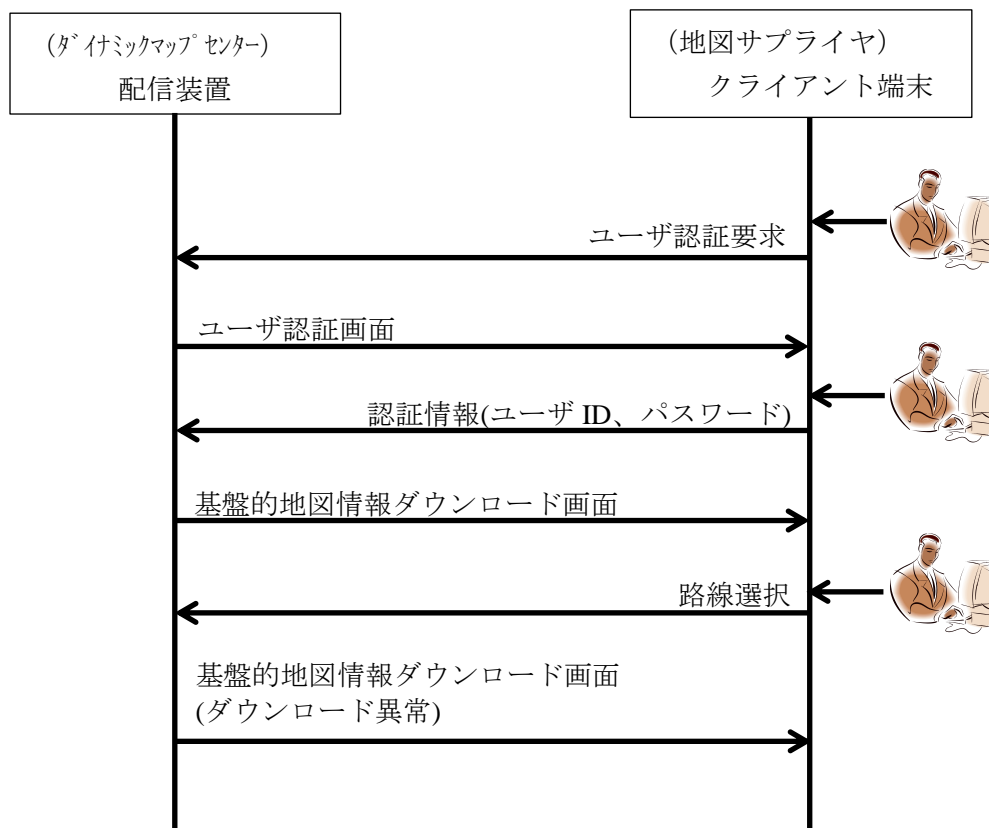 (ﾀﾞｲﾅﾐｯｸﾏｯﾌﾟｾﾝﾀｰ)
配信装置
（地図サプライヤ）
クライアント端末
ユーザ認証要求
ユーザ認証画面
認証情報(ユーザ ID、パスワード)
基盤的地図情報ダウンロード画面
路線選択
基盤的地図情報ダウンロード画面
(ダウンロード異常)